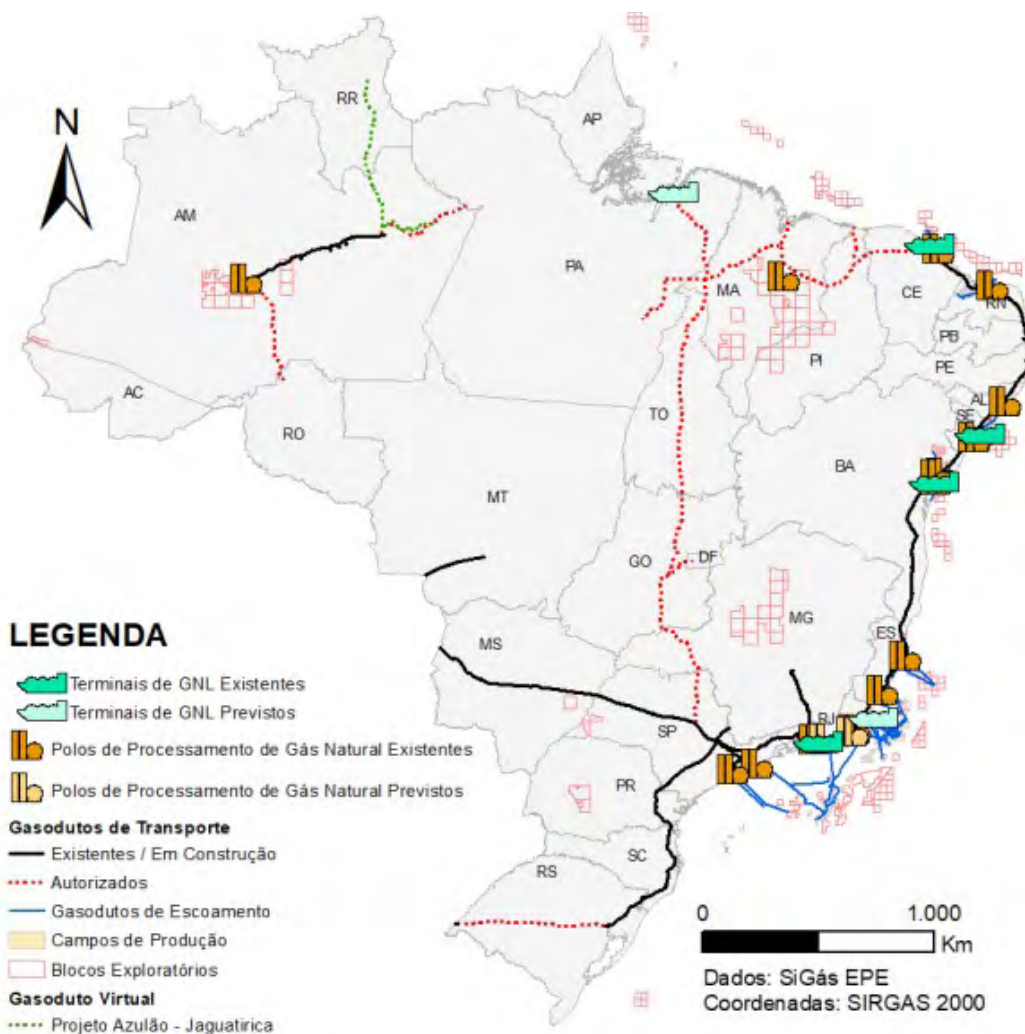 RR
AP
N
AM
PA
MA
CE
RN
PB
PE
PI
AL
SE
AC
TO
RO
BA
MT
GO
DF
MG
ES
MS
SP
RJ
PR
SC
RS
LEGENDA
Terminais de GNL Existentes
Terminais de GNL Previstos
Polos de Processamento de Gás Natural Existentes
Polos de Processamento de Gás Natural Previstos
Gasodutos de Transporte
Existentes / Em Construção
Autorizados
Gasodutos de Escoamento
Campos de Produção
Blocos Exploratórios
Gasoduto Virtual
Projeto Azulão - Jaguatirica
0 1.000
Km
Dados: SiGás EPE
Coordenadas: SIRGAS 2000